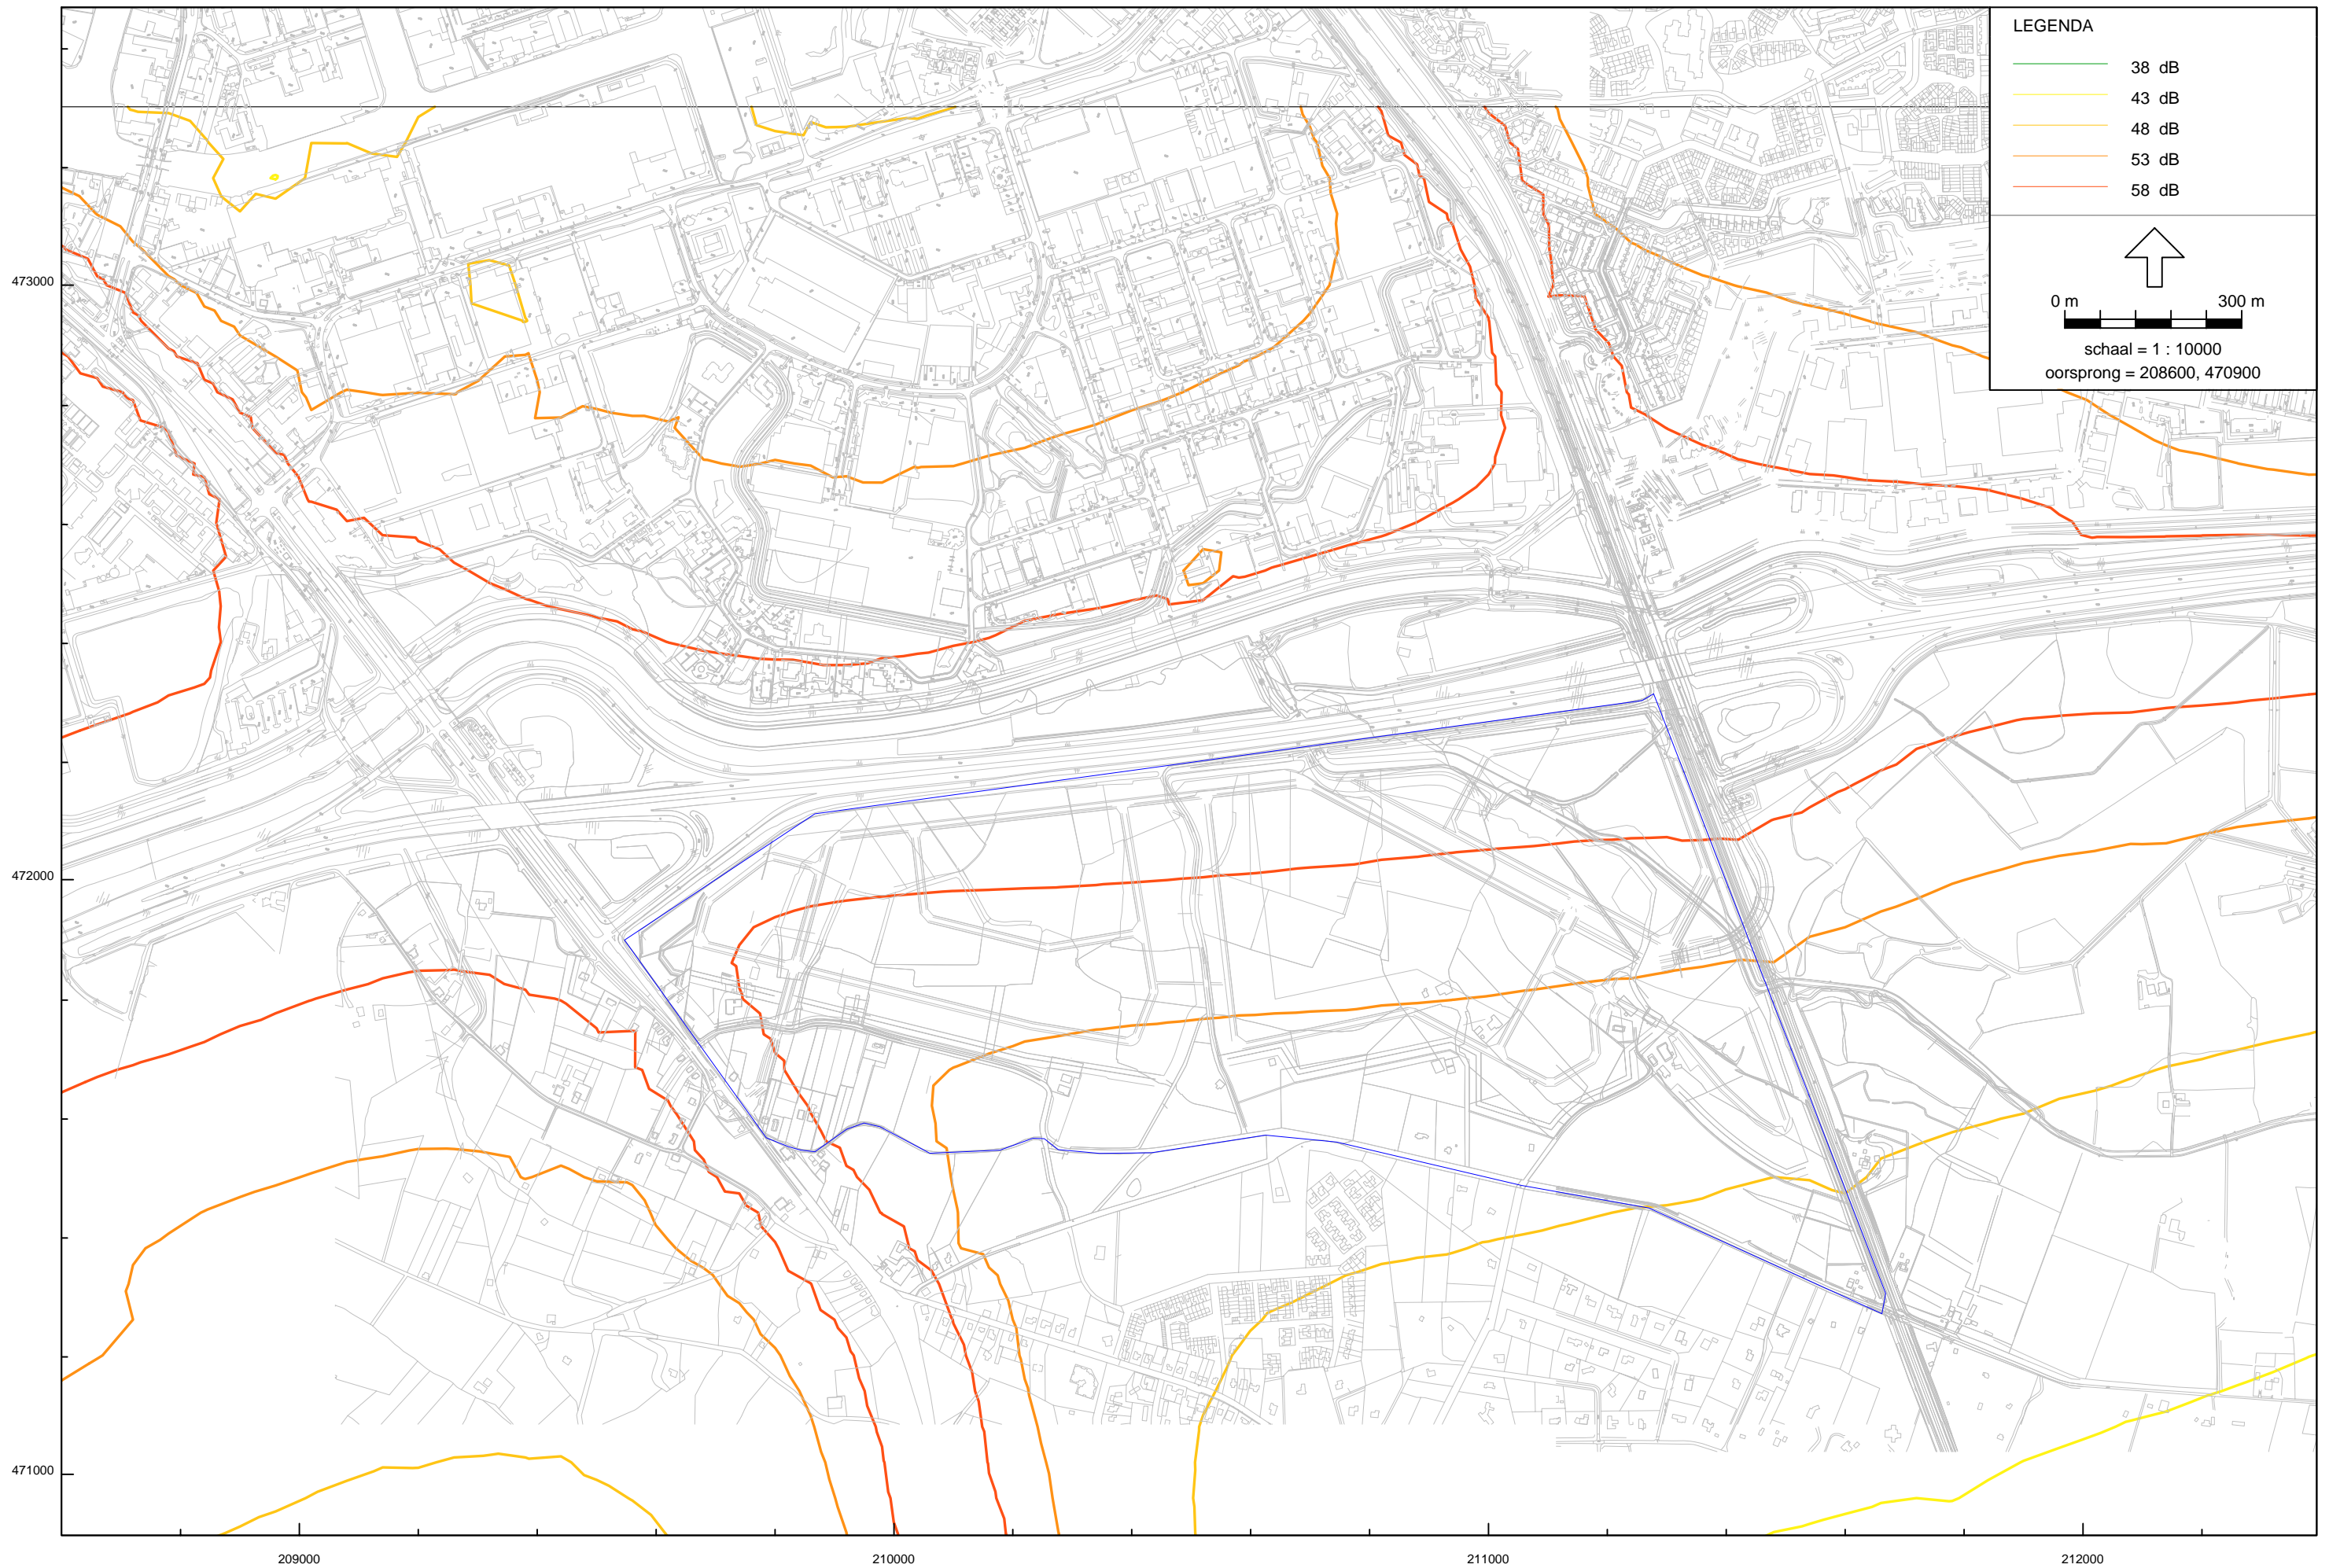 LEGENDA
38 dB
43 dB
48 dB
53 dB
58 dB
0 m 300 m
schaal = 1 : 10000
oorsprong = 208600, 470900
473000
472000
471000
209000 210000 211000 212000